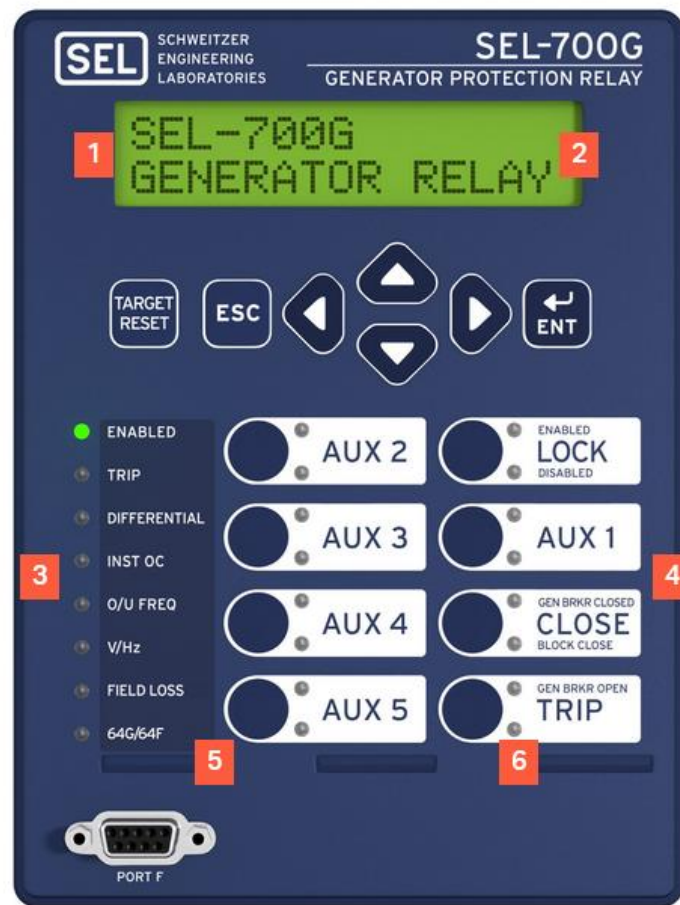 SEL
SCHWEITZER
ENGINEERING
LABORATORIES
SEL-700G
GENERATOR PROTECTION RELAY
1
SEL-700G
GENERATOR RELAY
2
TARGET
RESET
ESC
ENT
ENABLED
TRIP
DIFFERENTIAL
INST OC
O/U FREQ
V/Hz
FIELD LOSS
64G/64F
3
AUX 2
AUX 3
AUX 4
AUX 5
ENABLED
LOCK
DISABLED
AUX 1
GEN BRKR CLOSED
CLOSE
BLOCK CLOSE
GEN BRKR OPEN
TRIP
4
5
6
PORT F